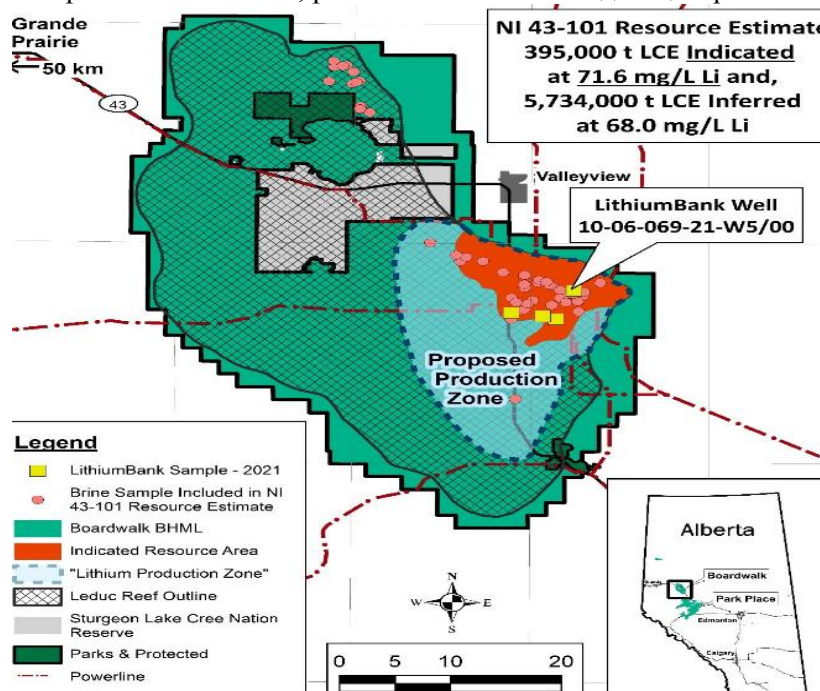 Grande
Prairie
50 km
43
NI 43-101 Resource Estimate
395,000 t LCE Indicated
at 71.6 mg/L Li and,
5,734,000 t LCE Inferred
at 68.0 mg/L Li
Valleyview
LithiumBank Well
10-06-069-21-W5/00
Proposed
Production
Zone
Legend
LithiumBank Sample - 2021
Brine Sample Included in NI
43-101 Resource Estimate
Boardwalk BHML
Indicated Resource Area
"Lithium Production Zone"
Leduc Reef Outline
Sturgeon Lake Cree Nation
Reserve
Parks & Protected
Powerline
N
W E
S
0 5 10 20
Alberta
Boardwalk
Park Place
Edmonton
Calgary